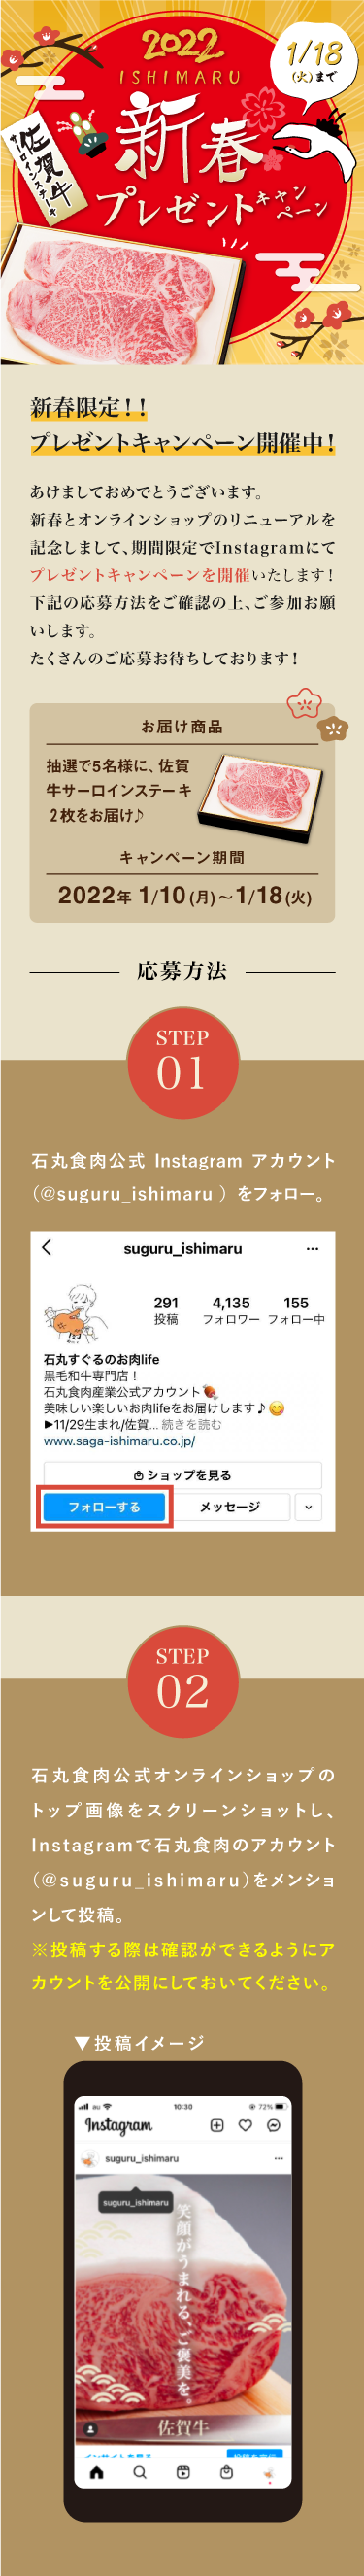 2022
ISHIMARU
1/18
(火)まで
新春
プレゼントキャンペーン
佐賀牛
サーロインステーキ
新春限定!!
プレゼントキャンペーン開催中!
あけましておめでとうございます。
新春とオンラインショップのリニューアルを
記念しまして、期間限定でInstagramにて
プレゼントキャンペーンを開催いたします!
下記の応募方法をご確認の上、ご参加お願
いします。
たくさんのご応募お待ちしております!
お届け商品
抽選で5名様に、佐賀
牛サーロインステーキ
2枚をお届け♪
キャンペーン期間
2022年 1/10(月)〜1/18(火)
応募方法
STEP
01
石丸食肉公式 Instagram アカウント
(@suguru_ishimaru ) をフォロー。
suguru_ishimaru
...
291 4,135 155
投稿 フォロワー フォロー中
石丸すぐるのお肉life
黒毛和牛専門店!
石丸食肉産業公式アカウント🍖
美味しい楽しいお肉lifeをお届けします♪😋
▶11/29生まれ/佐賀... 続きを読む
www.saga-ishimaru.co.jp/
ショップを見る
フォローする メッセージ
STEP
02
石丸食肉公式オンラインショップの
トップ画像をスクリーンショットし、
Instagramで石丸食肉のアカウント
(@suguru_ishimaru)をメンショ
ンして投稿。
※投稿する際は確認ができるようにア
カウントを公開にしておいてください。
▼投稿イメージ
au 10:30 72%
Instagram
suguru_ishimaru
...
suguru_ishimaru
笑顔がうまれる、ご褒美を。
佐賀牛
インサイトを見る 投稿を宣伝